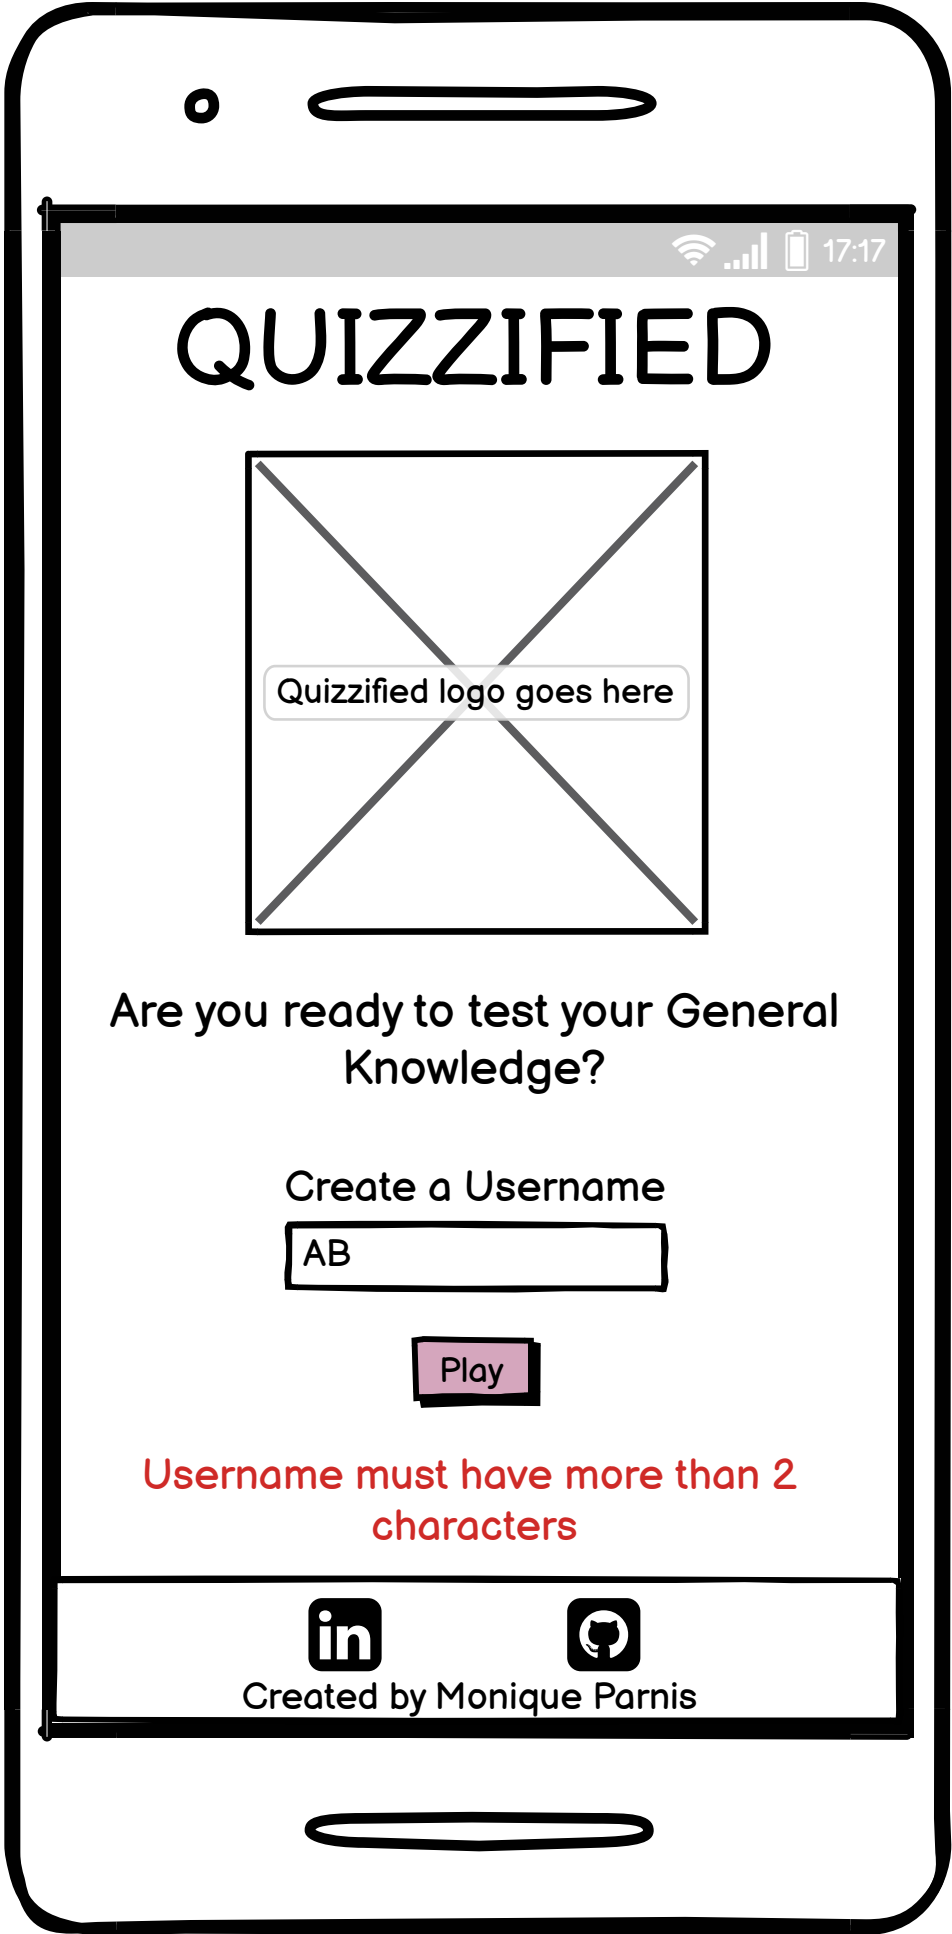 17:17
QUIZZIFIED
Quizzified logo goes here
Are you ready to test your General
Knowledge?
Create a Username
AB
Play
Username must have more than 2
characters
in
Created by Monique Parnis